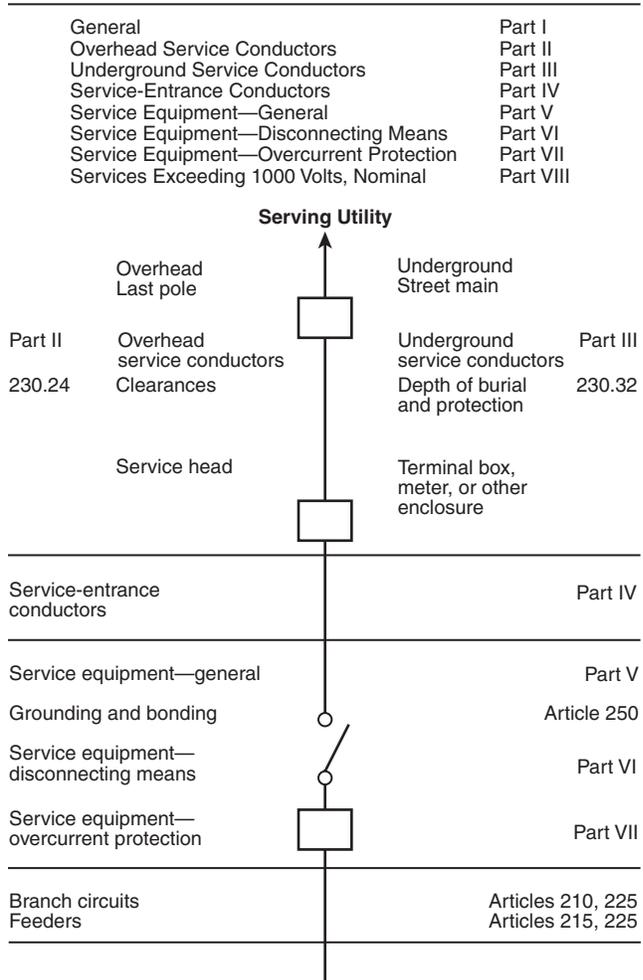 General Part I
Overhead Service Conductors Part II
Underground Service Conductors Part III
Service-Entrance Conductors Part IV
Service Equipment—General Part V
Service Equipment—Disconnecting Means Part VI
Service Equipment—Overcurrent Protection Part VII
Services Exceeding 1000 Volts, Nominal Part VIII
Serving Utility
Overhead
Last pole
Underground
Street main
Part II
Overhead
service conductors
Underground
service conductors
Part III
230.24 Clearances
Depth of burial
and protection
230.32
Service head
Terminal box,
meter, or other
enclosure
Service-entrance
conductors
Part IV
Service equipment—general Part V
Grounding and bonding Article 250
Service equipment—
disconnecting means
Part VI
Service equipment—
overcurrent protection
Part VII
Branch circuits Articles 210, 225
Feeders Articles 215, 225